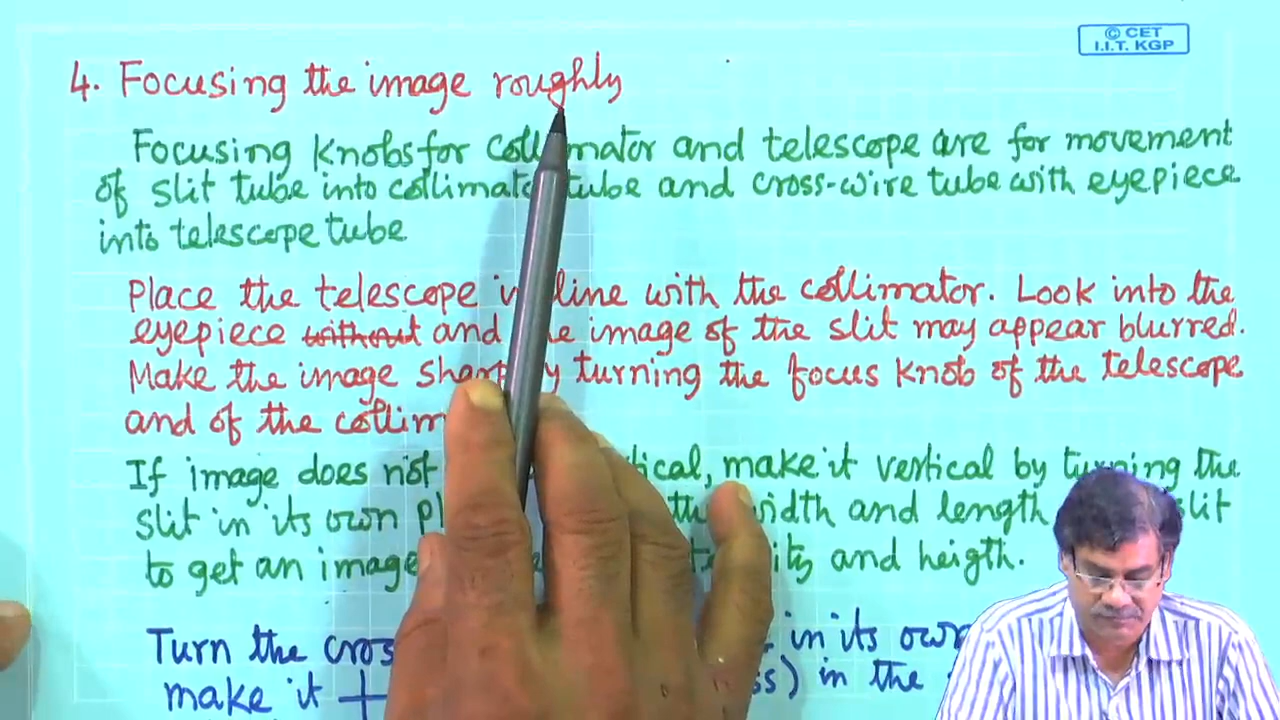 © CET
I.I.T. KGP
4. Focusing the image roughly
Focusing knobs for collimator and telescope are for movement
of slit tube into collimator tube and cross-wire tube with eyepiece
into telescope tube
Place the telescope in line with the collimator. Look into the
eyepiece without and the image of the slit may appear blurred.
Make the image sharp by turning the focus knob of the telescope
and of the collim
If image does not vertical, make it vertical by turning the
slit in its own the width and length slit
to get an image and heigth.
Turn the cros in its own
make it in the